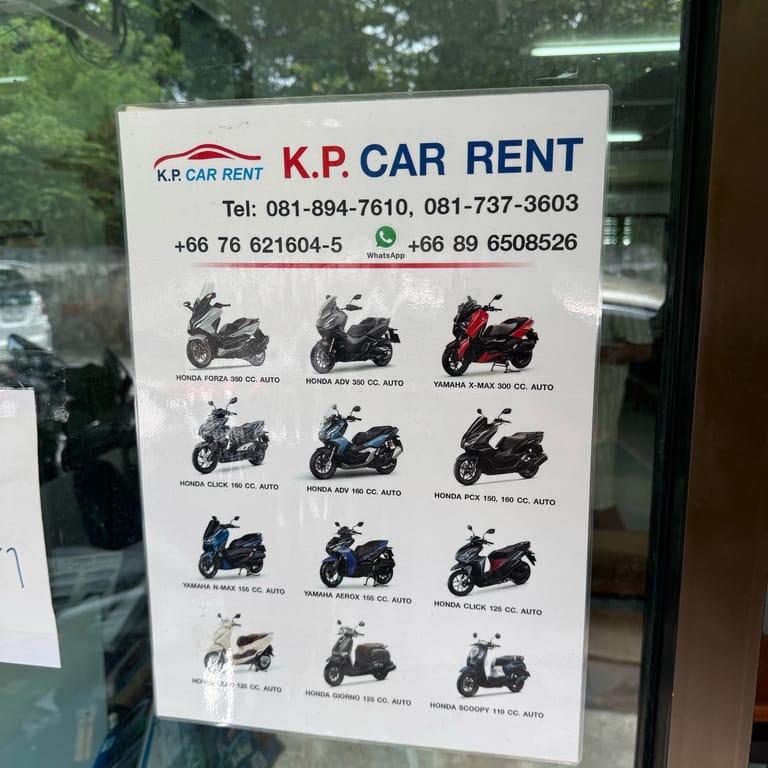 K.P. CAR RENT
K.P. CAR RENT
Tel: 081-894-7610, 081-737-3603
+66 76 621604-5 WhatsApp +66 89 6508526
HONDA FORZA 350 CC. AUTO
HONDA ADV 350 CC. AUTO
YAMAHA X-MAX 300 CC. AUTO
HONDA CLICK 160 CC. AUTO
HONDA ADV 160 CC. AUTO
HONDA PCX 150, 160 CC. AUTO
YAMAHA N-MAX 155 CC. AUTO
YAMAHA AEROX 155 CC. AUTO
HONDA CLICK 125 CC. AUTO
HONDA 125 CC. AUTO
HONDA GIORNO 125 CC. AUTO
HONDA SCOOPY 110 CC. AUTO